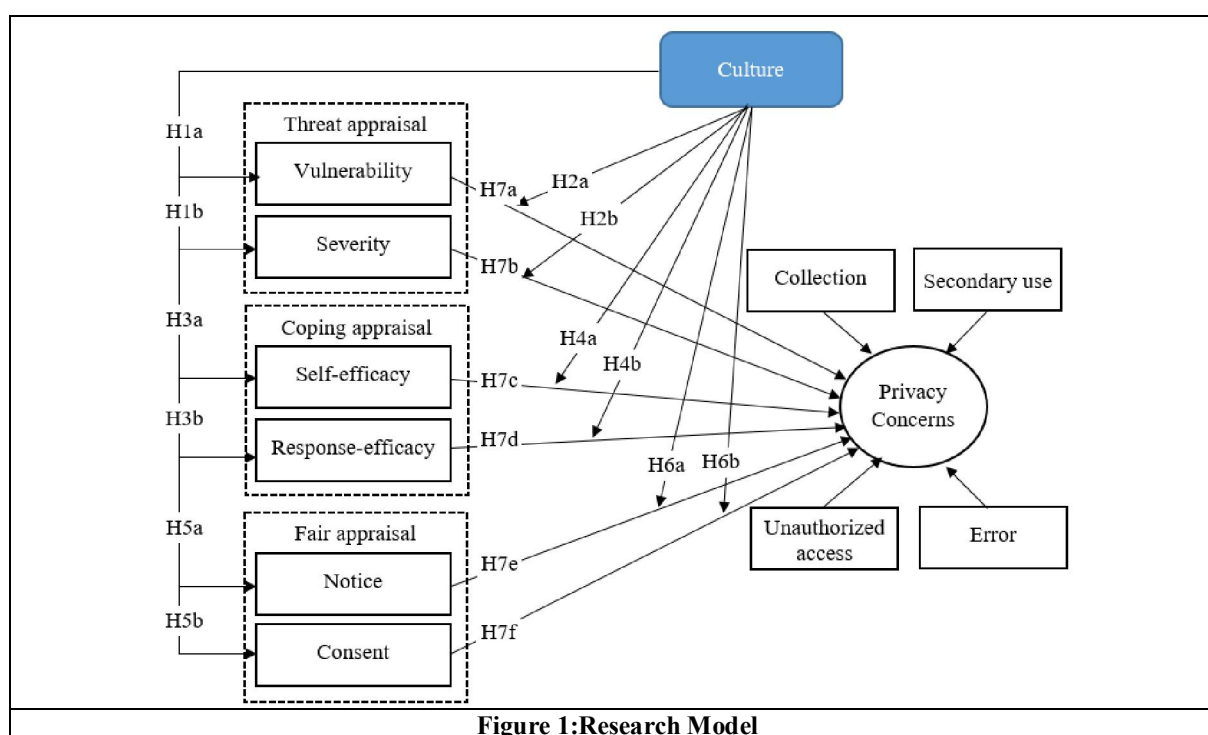 Culture
H1a
Threat appraisal
Vulnerability
H7a
H2a
H1b
H2b
Severity
H7b
Collection
Secondary use
H3a
Coping appraisal
H4a
H4b
Self-efficacy
H7c
Privacy
Concerns
H3b
Response-efficacy
H7d
H6a
H6b
H5a
Fair appraisal
Unauthorized
access
Error
Notice
H7e
H5b
Consent
H7f
Figure 1:Research Model